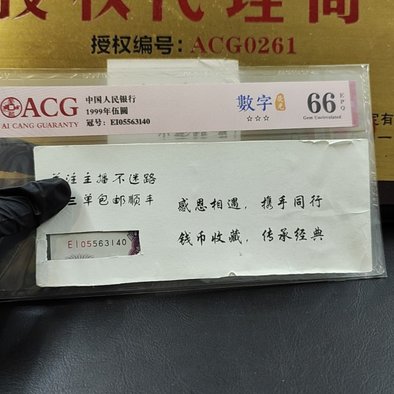 授权代理商
授权编号：ACG0261
ACG
AI CANG GUARANTY
中国人民银行
1999年伍圆
冠号：EI05563140
数字
☆☆☆
66
EPQ
Gem Uncirculated
关注主播不迷路
三单包邮顺丰
感恩相遇，携手同行
钱币收藏，传承经典
EI05563140